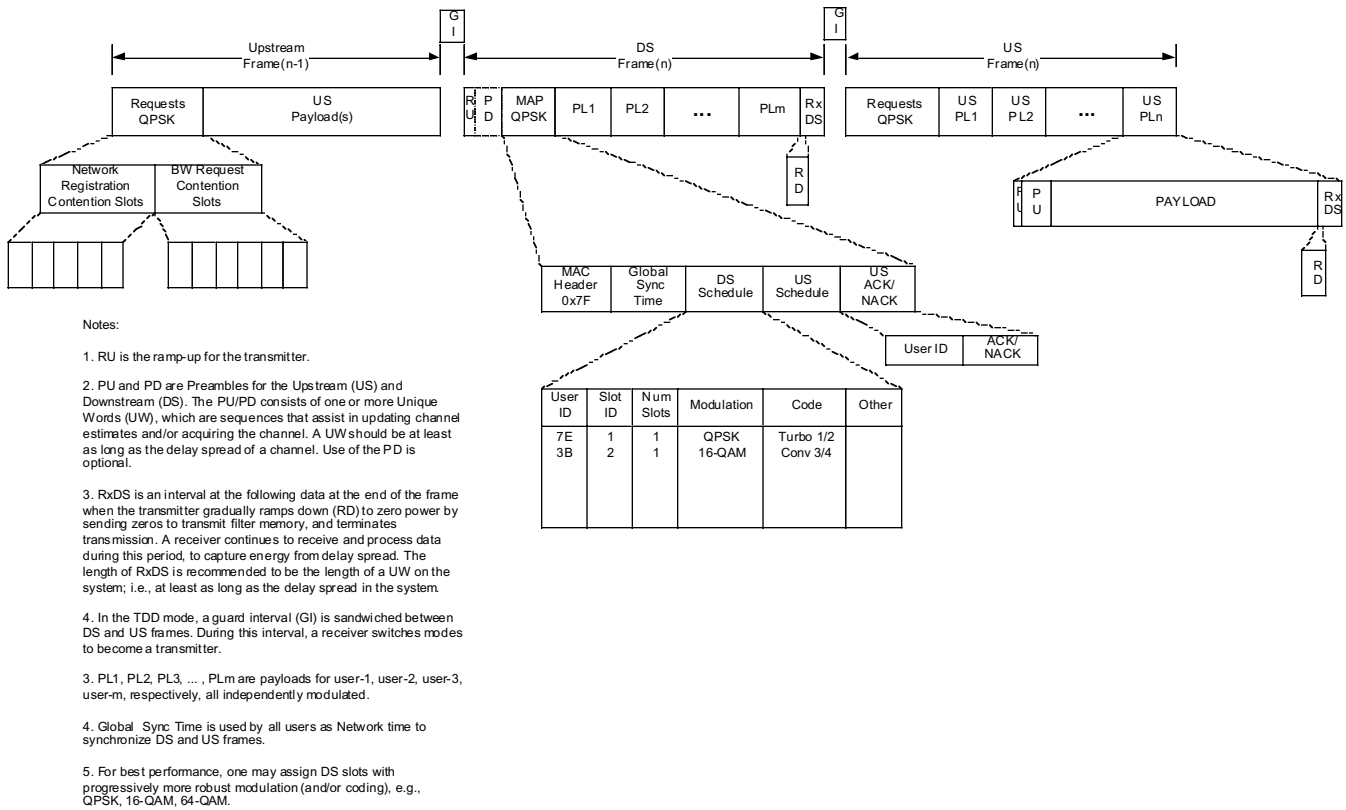 G
I
G
I
Upstream
Frame(n-1)
DS
Frame(n)
US
Frame(n)
Requests
QPSK
US
Payload(s)
R
U
P
D
MAP
QPSK
PL1
PL2
...
PLm
Rx
DS
Requests
QPSK
US
PL1
US
PL2
...
US
PLn
Network
Registration
Contention Slots
BW Request
Contention
Slots
R
D
R
U
P
U
PAYLOAD
Rx
DS
R
D
MAC
Header
0x7F
Global
Sync
Time
DS
Schedule
US
Schedule
US
ACK/
NACK
User ID
ACK/
NACK
User
ID
Slot
ID
Num
Slots
Modulation
Code
Other
7E 1 1 QPSK Turbo 1/2
3B 2 1 16-QAM Conv 3/4
Notes:
1. RU is the ramp-up for the transmitter.
2. PU and PD are Preambles for the Upstream (US) and
Downstream (DS). The PU/PD consists of one or more Unique
Words (UW), which are sequences that assist in updating channel
estimates and/or acquiring the channel. A UW should be at least
as long as the delay spread of a channel. Use of the PD is
optional.
3. RxDS is an interval at the following data at the end of the frame
when the transmitter gradually ramps down (RD) to zero power by
sending zeros to transmit filter memory, and terminates
transmission. A receiver continues to receive and process data
during this period, to capture energy from delay spread. The
length of RxDS is recommended to be the length of a UW on the
system; i.e., at least as long as the delay spread in the system.
4. In the TDD mode, a guard interval (GI) is sandwiched between
DS and US frames. During this interval, a receiver switches modes
to become a transmitter.
3. PL1, PL2, PL3, ... , PLm are payloads for user-1, user-2, user-3,
user-m, respectively, all independently modulated.
4. Global Sync Time is used by all users as Network time to
synchronize DS and US frames.
5. For best performance, one may assign DS slots with
progressively more robust modulation (and/or coding), e.g.,
QPSK, 16-QAM, 64-QAM.